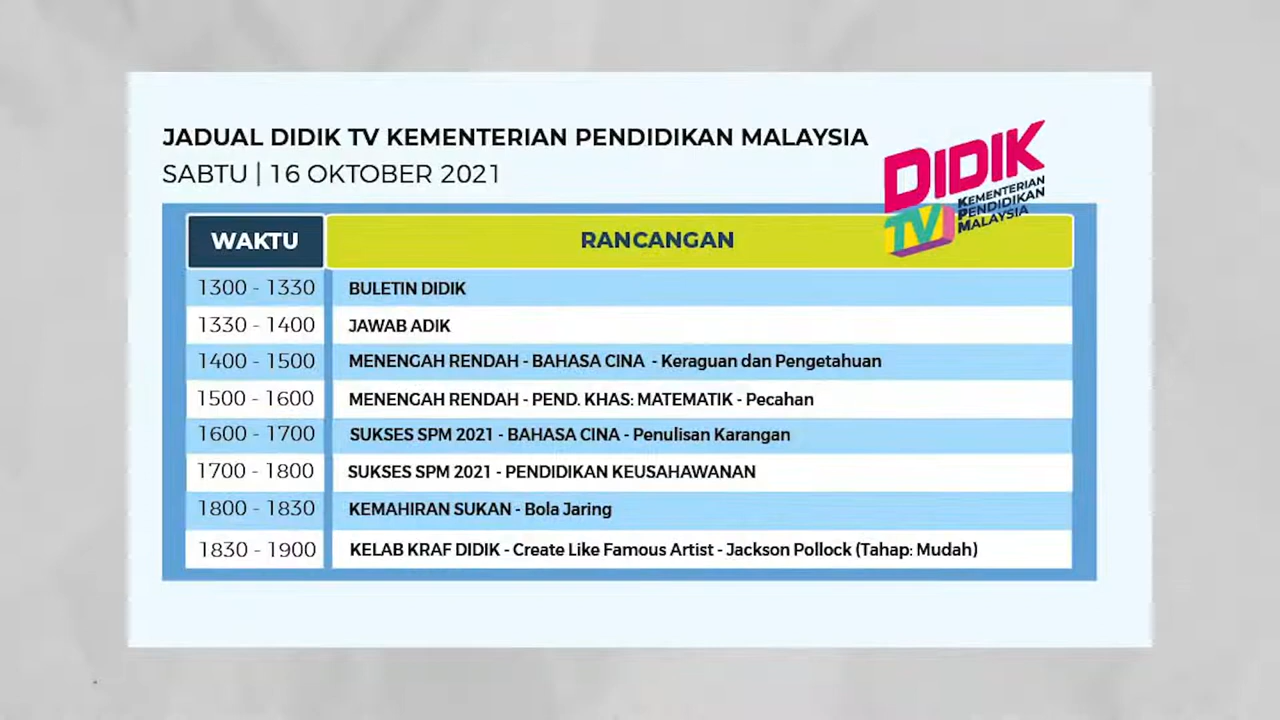 JADUAL DIDIK TV KEMENTERIAN PENDIDIKAN MALAYSIA
SABTU | 16 OKTOBER 2021
DIDIK
TV
KEMENTERIAN
PENDIDIKAN
MALAYSIA
WAKTU RANCANGAN
1300 - 1330 BULETIN DIDIK
1330 - 1400 JAWAB ADIK
1400 - 1500 MENENGAH RENDAH - BAHASA CINA - Keraguan dan Pengetahuan
1500 - 1600 MENENGAH RENDAH - PEND. KHAS: MATEMATIK - Pecahan
1600 - 1700 SUKSES SPM 2021 - BAHASA CINA - Penulisan Karangan
1700 - 1800 SUKSES SPM 2021 - PENDIDIKAN KEUSAHAWANAN
1800 - 1830 KEMAHIRAN SUKAN - Bola Jaring
1830 - 1900 KELAB KRAF DIDIK - Create Like Famous Artist - Jackson Pollock (Tahap: Mudah)